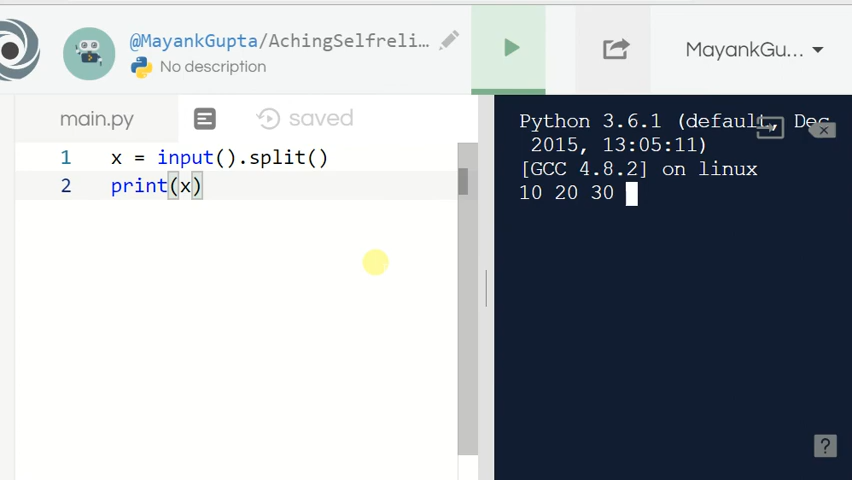 @MayankGupta/AchingSelfreli...
No description
MayankGu...
main.py
saved
1 x = input().split()
2 print(x)
Python 3.6.1 (default, Dec
2015, 13:05:11)
[GCC 4.8.2] on linux
10 20 30
?